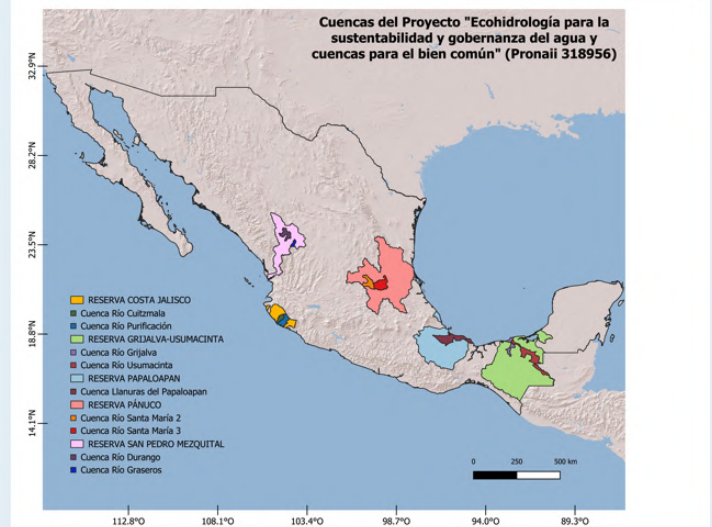 Cuencas del Proyecto "Ecohidrología para la
sustentabilidad y gobernanza del agua y
cuencas para el bien común" (Pronaii 318956)
32.9°N
28.2°N
23.5°N
18.8°N
14.1°N
RESERVA COSTA JALISCO
Cuenca Río Cuitzmala
Cuenca Río Purificación
RESERVA GRIJALVA-USUMACINTA
Cuenca Río Grijalva
Cuenca Río Usumacinta
RESERVA PAPALOAPAN
Cuenca Llanuras del Papaloapan
RESERVA PÁNUCO
Cuenca Río Santa María 2
Cuenca Río Santa María 3
RESERVA SAN PEDRO MEZQUITAL
Cuenca Río Durango
Cuenca Río Graseros
0 250 500 km
112.8°O 108.1°O 103.4°O 98.7°O 94.0°O 89.3°O